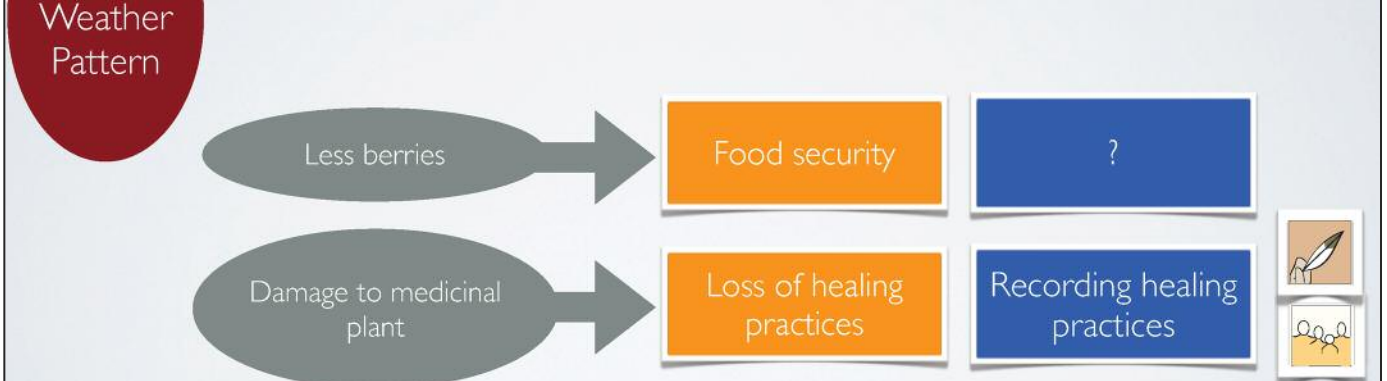 Weather
Pattern
Less berries
Food security
?
Damage to medicinal
plant
Loss of healing
practices
Recording healing
practices